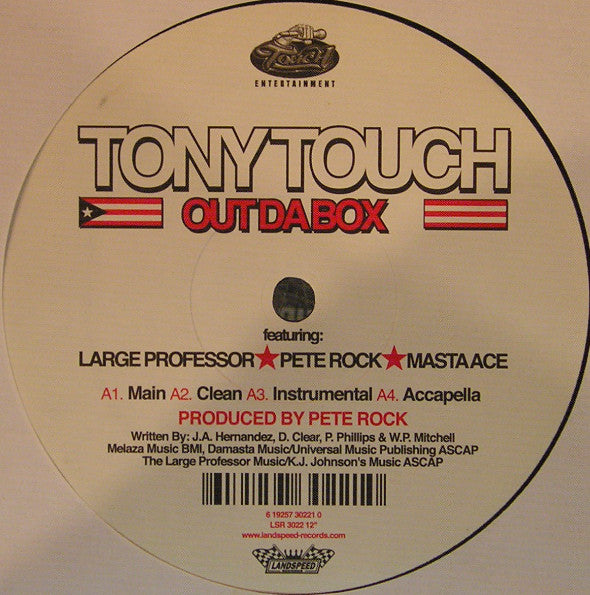 Touch
ENTERTAINMENT
TONY TOUCH
OUT DA BOX
featuring:
LARGE PROFESSOR★PETE ROCK★MASTA ACE
A1. Main A2. Clean A3. Instrumental A4. Accapella
PRODUCED BY PETE ROCK
Written By: J.A. Hernandez, D. Clear, P. Phillips & W.P. Mitchell
Melaza Music BMI, Damasta Music/Universal Music Publishing ASCAP
The Large Professor Music/K.J. Johnson's Music ASCAP
6 19257 30221 0
LSR 3022 12"
www.landspeed-records.com
LANDSPEED